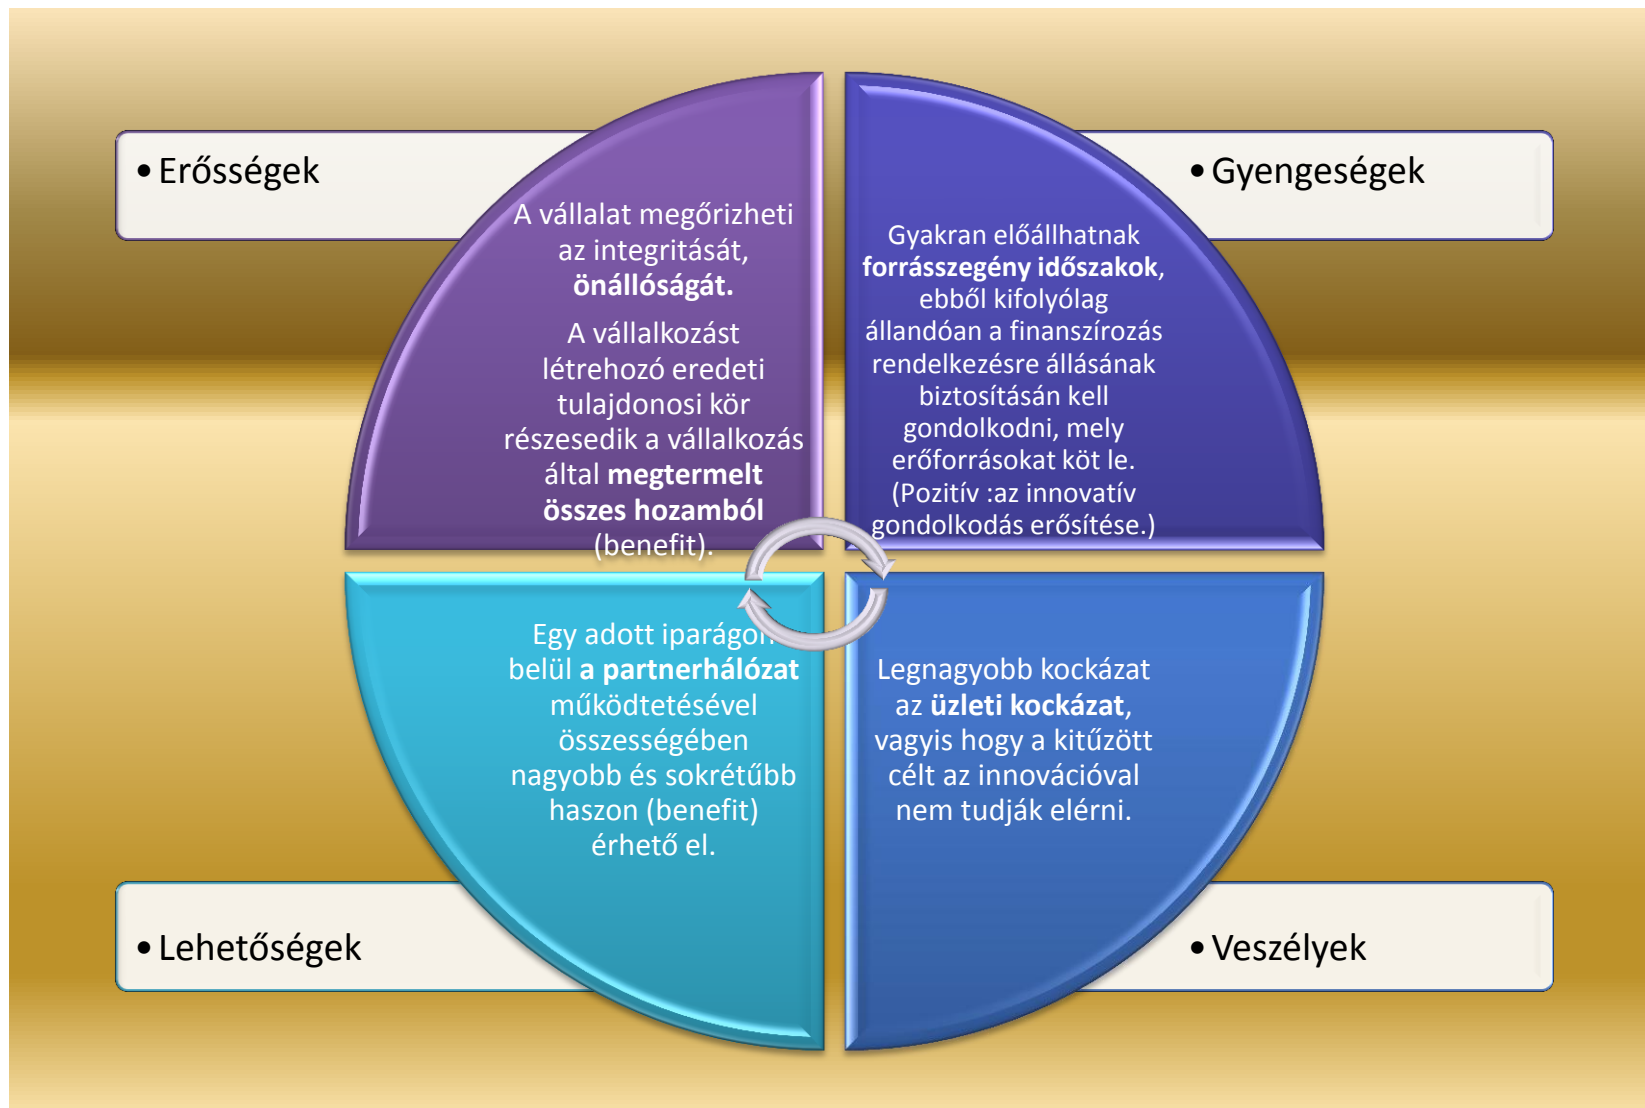 • Erősségek
A vállalat megőrizheti
az integritását,
önállóságát.
A vállalkozást
létrehozó eredeti
tulajdonosi kör
részesedik a vállalkozás
által megtermelt
összes hozamból
(benefit).
• Gyengeségek
Gyakran előállhatnak
forrásszegény időszakok,
ebből kifolyólag
állandóan a finanszírozás
rendelkezésre állásának
biztosításán kell
gondolkodni, mely
erőforrásokat köt le.
(Pozitív :az innovatív
gondolkodás erősítése.)
Egy adott iparágon
belül a partnerhálózat
működtetésével
összességében
nagyobb és sokrétűbb
haszon (benefit)
érhető el.
• Lehetőségek
Legnagyobb kockázat
az üzleti kockázat,
vagyis hogy a kitűzött
célt az innovációval
nem tudják elérni.
• Veszélyek